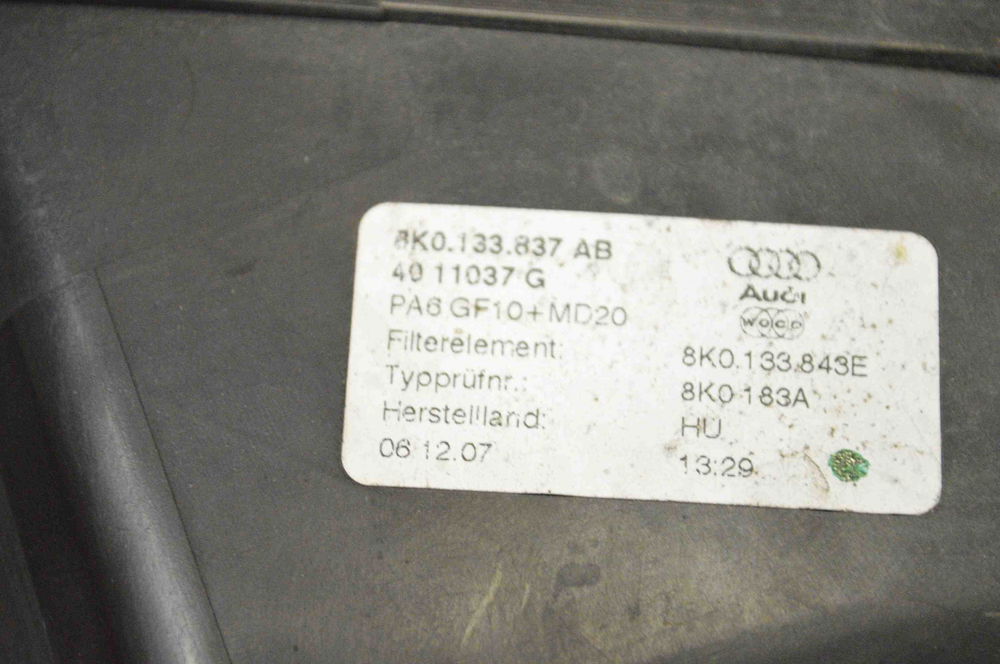 8K0.133.837 AB
40 11037 G
PA6 GF10+MD20
Filterelement: 8K0.133.843E
Typprüfnr.: 8K0 183A
Herstellland: HU
06 12.07 13:29
Audi
woco